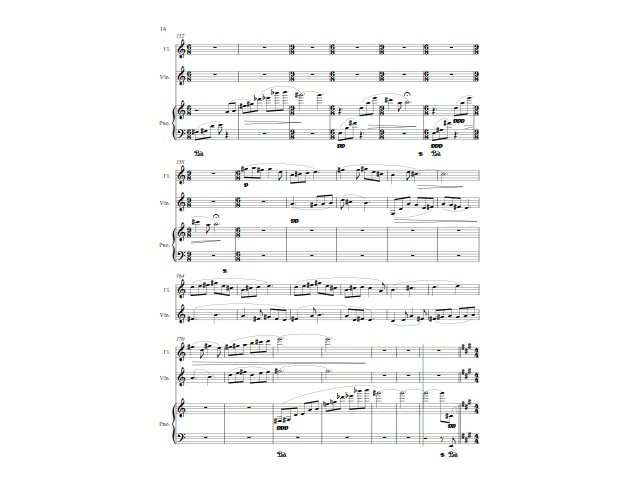 14
152
Fl.
Vln.
Pno.
158
Fl.
Vln.
Pno.
164
Fl.
Vln.
170
Fl.
Vln.
Pno.